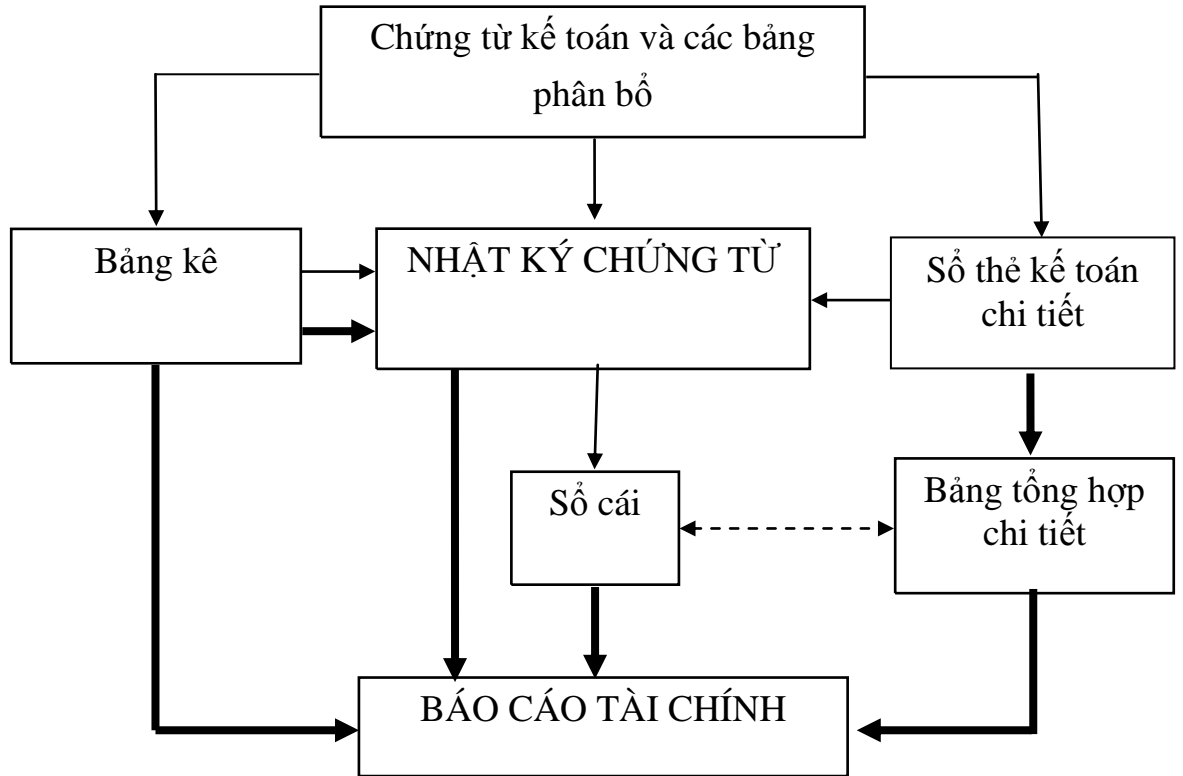 Chứng từ kế toán và các bảng
phân bổ
Bảng kê
NHẬT KÝ CHỨNG TỪ
Sổ thẻ kế toán
chi tiết
Sổ cái
Bảng tổng hợp
chi tiết
BÁO CÁO TÀI CHÍNH